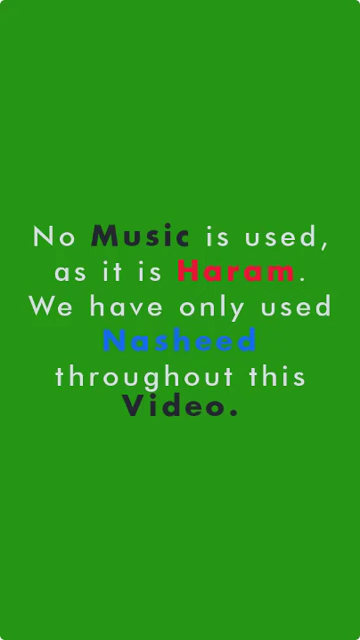 No Music is used,
as it is Haram.
We have only used
Nasheed
throughout this
Video.